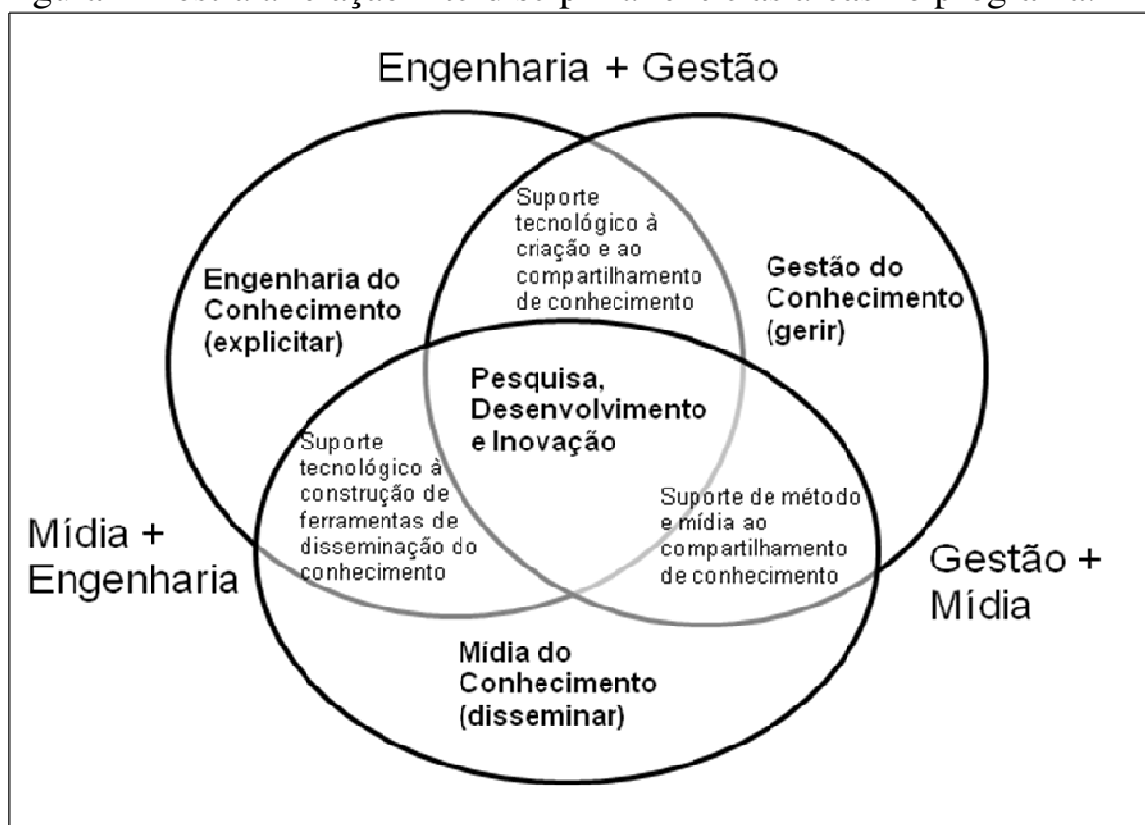 Engenharia + Gestão
Suporte
tecnológico à
criação e ao
compartilhamento
de conhecimento
Engenharia do
Conhecimento
(explicitar)
Gestão do
Conhecimento
(gerir)
Pesquisa,
Desenvolvimento
e Inovação
Suporte
tecnológico à
construção de
ferramentas de
disseminação do
conhecimento
Suporte de método
e mídia ao
compartilhamento
de conhecimento
Mídia +
Engenharia
Gestão +
Mídia
Mídia do
Conhecimento
(disseminar)